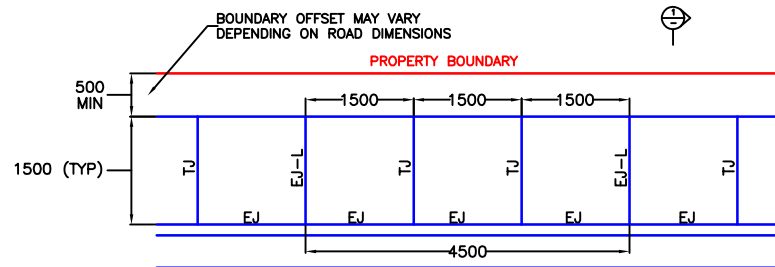 BOUNDARY OFFSET MAY VARY
DEPENDING ON ROAD DIMENSIONS
1
-
PROPERTY BOUNDARY
500
MIN
1500 1500 1500
1500 (TYP)
TJ EJ-L TJ TJ EJ-L TJ
EJ EJ EJ EJ EJ
4500